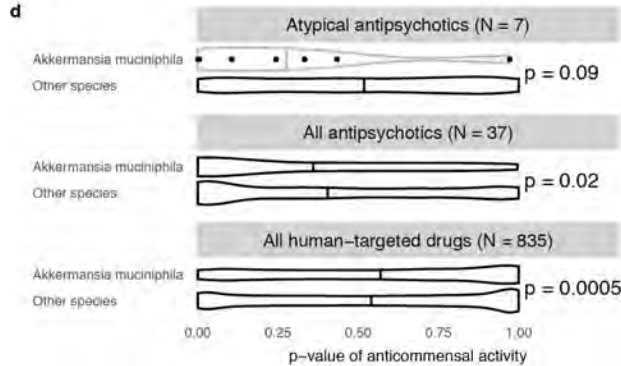 d
Atypical antipsychotics (N = 7)
Akkermansia muciniphila
Other species
p = 0.09
All antipsychotics (N = 37)
Akkermansia muciniphila
Other species
p = 0.02
All human-targeted drugs (N = 835)
Akkermansia muciniphila
Other species
p = 0.0005
0.00 0.25 0.50 0.75 1.00
p-value of anticommensal activity